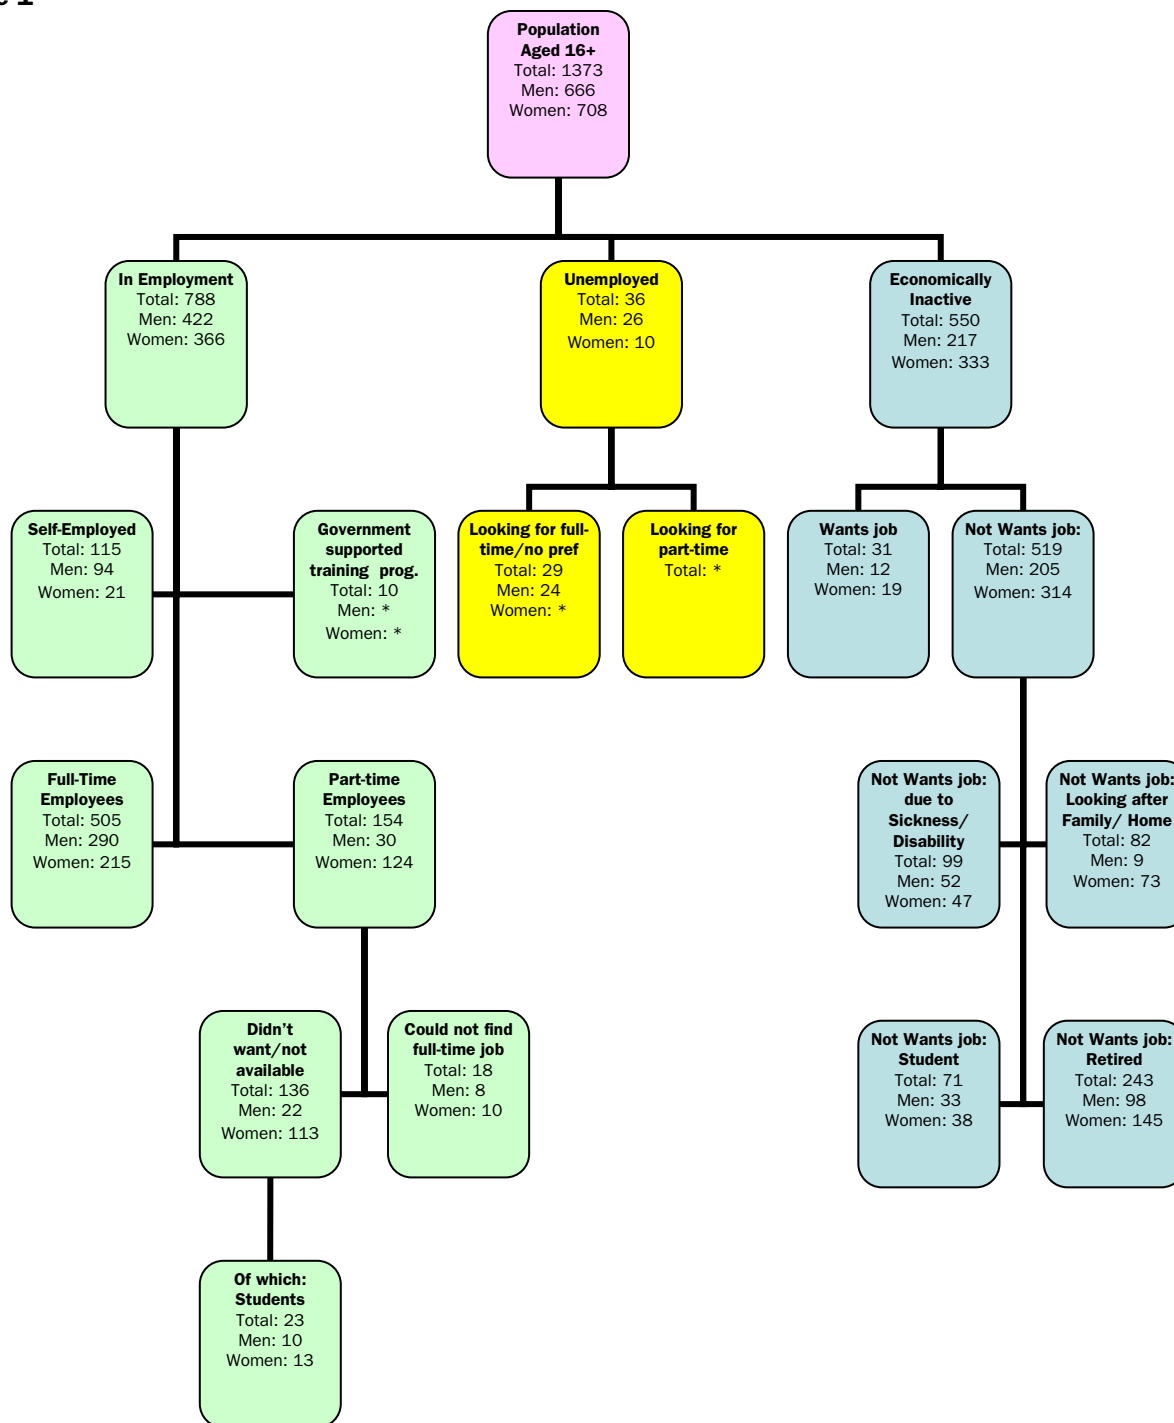 Population
Aged 16+
Total: 1373
Men: 666
Women: 708
In Employment
Total: 788
Men: 422
Women: 366
Unemployed
Total: 36
Men: 26
Women: 10
Economically
Inactive
Total: 550
Men: 217
Women: 333
Self-Employed
Total: 115
Men: 94
Women: 21
Government
supported
training prog.
Total: 10
Men: *
Women: *
Looking for full-
time/no pref
Total: 29
Men: 24
Women: *
Looking for
part-time
Total: *
Wants job
Total: 31
Men: 12
Women: 19
Not Wants job:
Total: 519
Men: 205
Women: 314
Full-Time
Employees
Total: 505
Men: 290
Women: 215
Part-time
Employees
Total: 154
Men: 30
Women: 124
Not Wants job:
due to
Sickness/
Disability
Total: 99
Men: 52
Women: 47
Not Wants job:
Looking after
Family/ Home
Total: 82
Men: 9
Women: 73
Didn't
want/not
available
Total: 136
Men: 22
Women: 113
Could not find
full-time job
Total: 18
Men: 8
Women: 10
Not Wants job:
Student
Total: 71
Men: 33
Women: 38
Not Wants job:
Retired
Total: 243
Men: 98
Women: 145
Of which:
Students
Total: 23
Men: 10
Women: 13